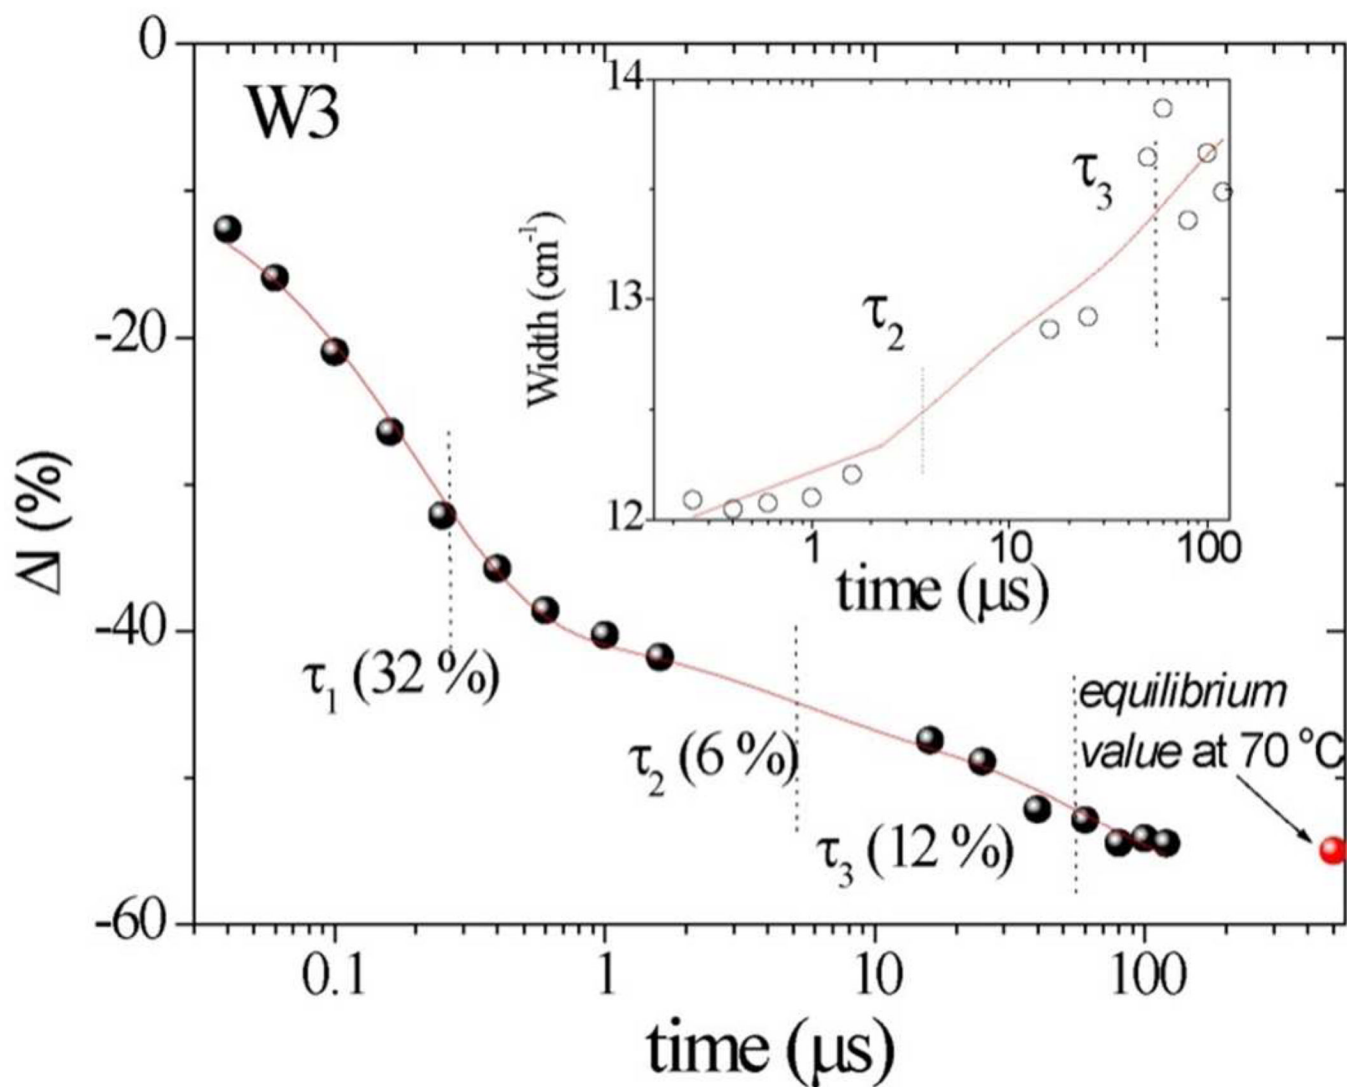 0
-20
-40
-60
ΔI (%)
W3
14
13
12
Width (cm⁻¹)
τ₃
τ₂
1 10 100
time (μs)
τ₁ (32 %)
τ₂ (6 %)
τ₃ (12 %)
equilibrium
value at 70 °C
0.1 1 10 100
time (μs)